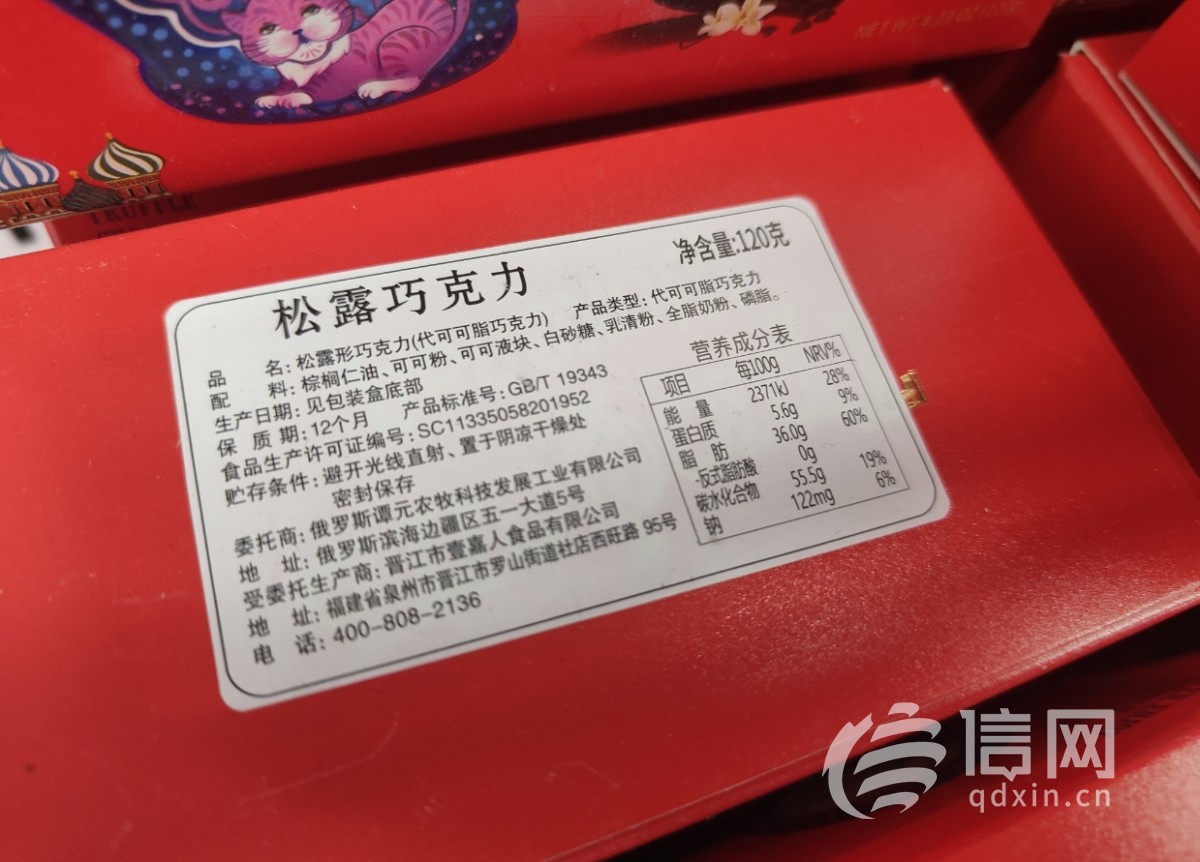 NET WT 4.23 OZ (120g)
TRUFFLE
松露巧克力
净含量:120克
品 名:松露形巧克力(代可可脂巧克力) 产品类型:代可可脂巧克力
配 料:棕榈仁油、可可粉、可可液块、白砂糖、乳清粉、全脂奶粉、磷脂。
生产日期:见包装盒底部
保 质 期:12个月 产品标准号:GB/T 19343
食品生产许可证编号:SC11335058201952
贮存条件:避开光线直射、置于阴凉干燥处
密封保存
委托商:俄罗斯谭元农牧科技发展工业有限公司
地 址:俄罗斯滨海边疆区五一大道5号
受委托生产商:晋江市壹嘉人食品有限公司
地 址:福建省泉州市晋江市罗山街道社店西旺路 95号
电 话:400-808-2136
营养成分表
项目 每100g NRV%
能 量 2371kJ 28%
蛋白质 5.6g 9%
脂 肪 36.0g 60%
-反式脂肪酸 0g
碳水化合物 55.5g 19%
钠 122mg 6%
信网
qdxin.cn